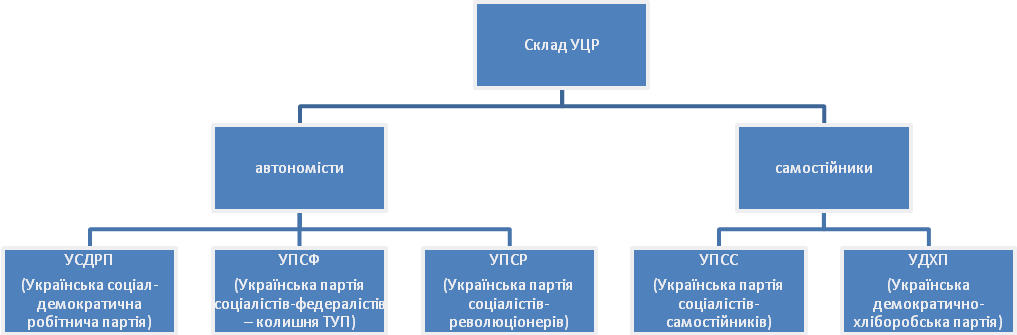 Склад УЦР
автономісти
самостійники
УСДРП
(Українська соціал-
демократична
робітнича партія)
УПСФ
(Українська партія
соціалістів-федералістів
– колишня ТУП)
УПСР
(Українська партія
соціалістів-
революціонерів)
УПСС
(Українська партія
соціалістів-
самостійників)
УДХП
(Українська
демократично-
хліборобська партія)